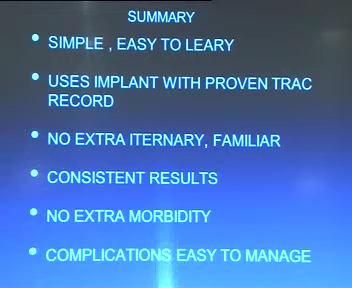 SUMMARY
• SIMPLE , EASY TO LEARY
• USES IMPLANT WITH PROVEN TRAC
RECORD
• NO EXTRA ITERNARY, FAMILIAR
• CONSISTENT RESULTS
• NO EXTRA MORBIDITY
• COMPLICATIONS EASY TO MANAGE